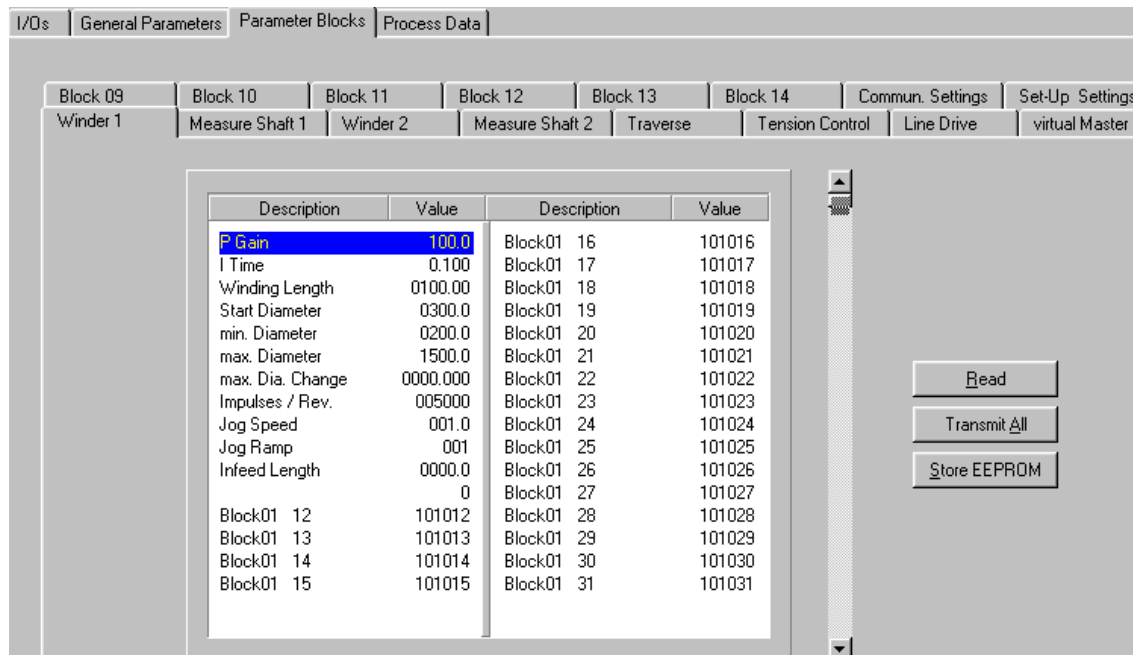 I/Os General Parameters Parameter Blocks Process Data
Block 09 Block 10 Block 11 Block 12 Block 13 Block 14 Commun. Settings Set-Up Settings
Winder 1 Measure Shaft 1 Winder 2 Measure Shaft 2 Traverse Tension Control Line Drive virtual Master
Description Value Description Value
P Gain 100.0 Block01 16 101016
I Time 0.100 Block01 17 101017
Winding Length 0100.00 Block01 18 101018
Start Diameter 0300.0 Block01 19 101019
min. Diameter 0200.0 Block01 20 101020
max. Diameter 1500.0 Block01 21 101021
max. Dia. Change 0000.000 Block01 22 101022
Impulses / Rev. 005000 Block01 23 101023
Jog Speed 001.0 Block01 24 101024
Jog Ramp 001 Block01 25 101025
Infeed Length 0000.0 Block01 26 101026
0 Block01 27 101027
Block01 12 101012 Block01 28 101028
Block01 13 101013 Block01 29 101029
Block01 14 101014 Block01 30 101030
Block01 15 101015 Block01 31 101031
Read
Transmit All
Store EEPROM